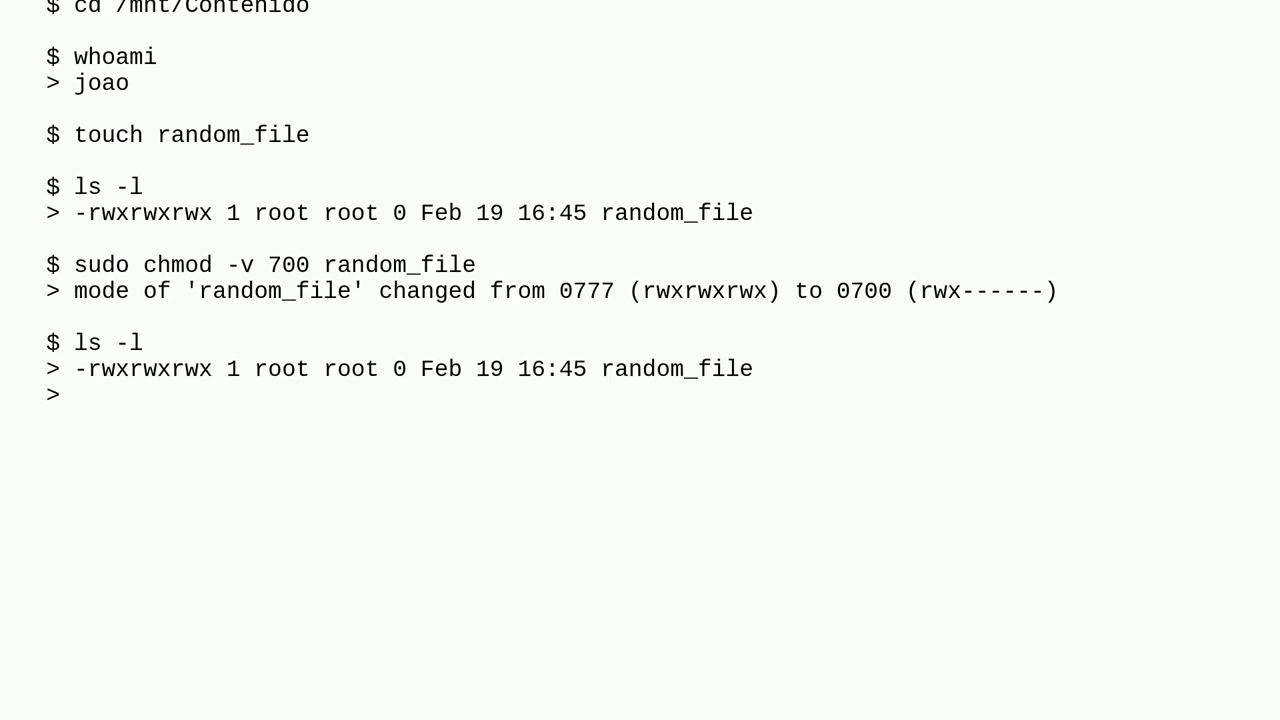 $ cd /mnt/Contenido
$ whoami
> joao
$ touch random_file
$ ls -l
> -rwxrwxrwx 1 root root 0 Feb 19 16:45 random_file
$ sudo chmod -v 700 random_file
> mode of 'random_file' changed from 0777 (rwxrwxrwx) to 0700 (rwx------)
$ ls -l
> -rwxrwxrwx 1 root root 0 Feb 19 16:45 random_file
>